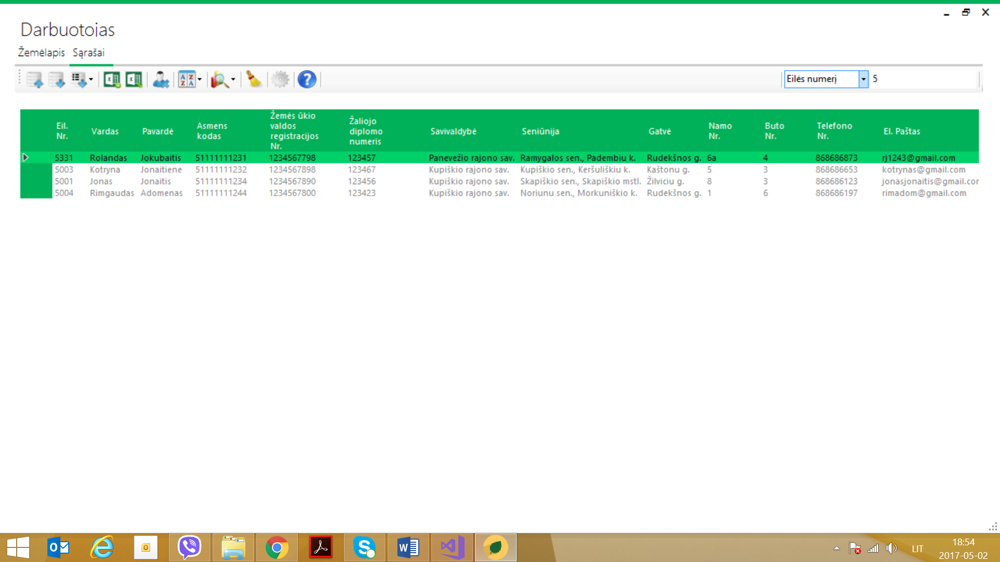 Darbuotojas
Žemėlapis Sąrašai
Eilės numerį 5
Eil. Nr. Vardas Pavardė Asmens kodas Žemės ūkio valdos registracijos Nr. Žaliojo diplomo numeris Savivaldybė Seniūnija Gatvė Namo Nr. Buto Nr. Telefono Nr. El. Paštas
5331 Rolandas Jokubaitis 51111111231 1234567798 123457 Panevežio rajono sav. Ramygalos sen., Padembiu k. Rudekšnos g. 6a 4 868686873 rj1243@gmail.com
5003 Kotryna Jonaitiene 51111111232 1234567898 123467 Kupiškio rajono sav. Kupiškio sen., Keršuliškiu k. Kaštonu g. 5 3 868686653 kotrynas@gmail.com
5001 Jonas Jonaitis 51111111234 1234567890 123456 Kupiškio rajono sav. Skapiškio sen., Skapiškio mstl. Žilviciu g. 8 3 868686123 jonasjonaitis@gmail.cor
5004 Rimgaudas Adomenas 51111111244 1234567800 123423 Kupiškio rajono sav. Noriunu sen., Morkuniškio k. Rudekšnos g. 1 6 868686197 rimadom@gmail.com
LIT
18:54
2017-05-02